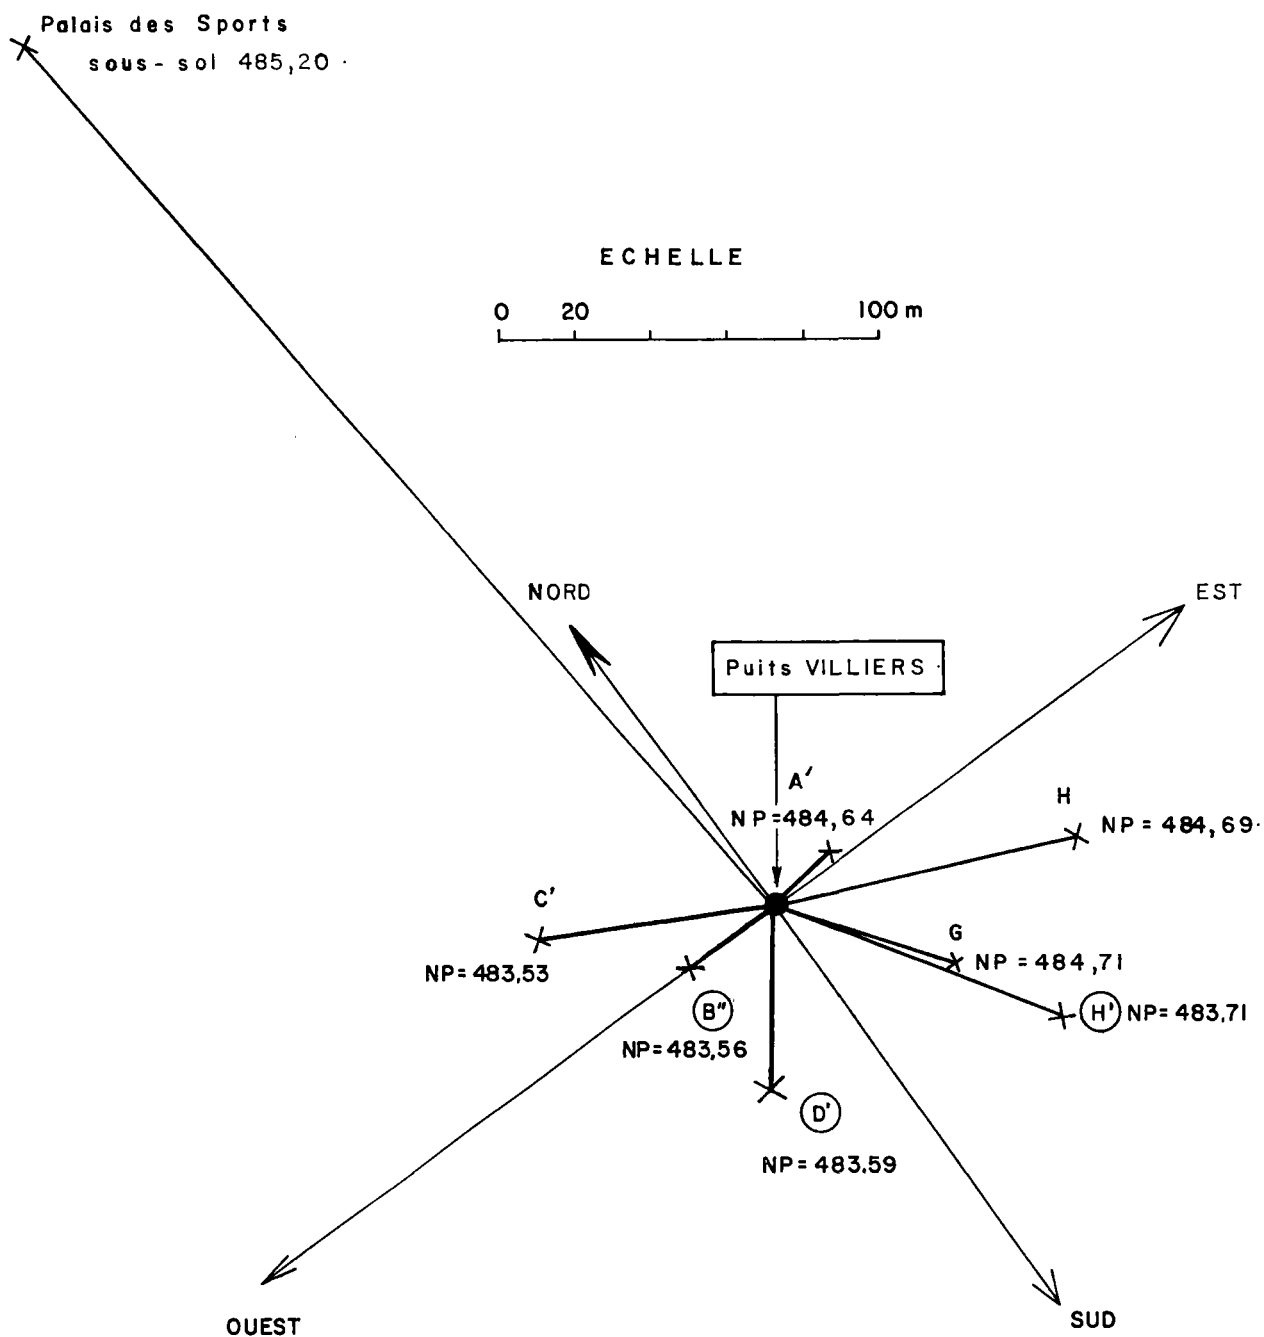 Palais des Sports
sous-sol 485,20
ECHELLE
0 20 100 m
NORD
EST
Puits VILLIERS
A'
NP=484,64
H
NP=484,69
C'
NP=483,53
G
NP=484,71
B"
NP=483,56
H' NP=483,71
D'
NP=483.59
OUEST
SUD